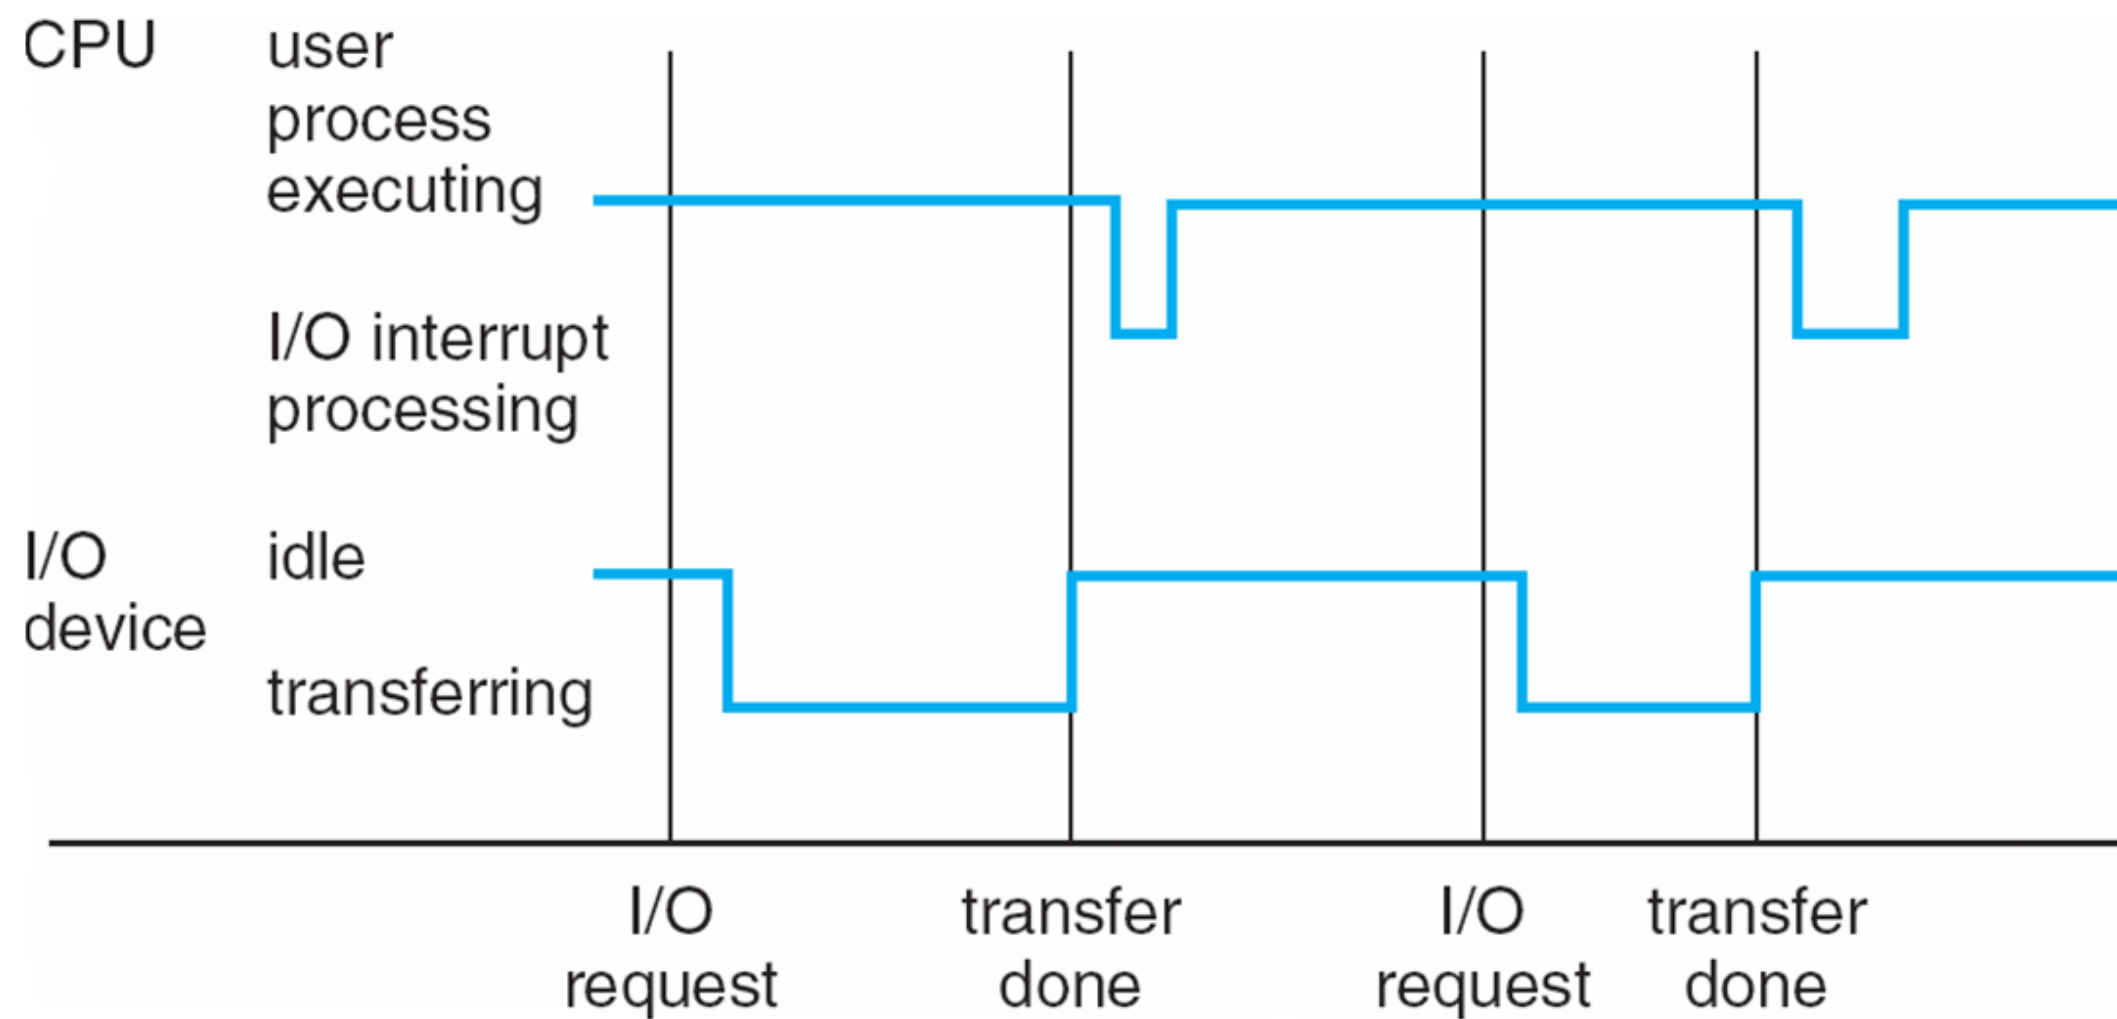 CPU
user
process
executing
I/O interrupt
processing
I/O
device
idle
transferring
I/O
request
transfer
done
I/O
request
transfer
done